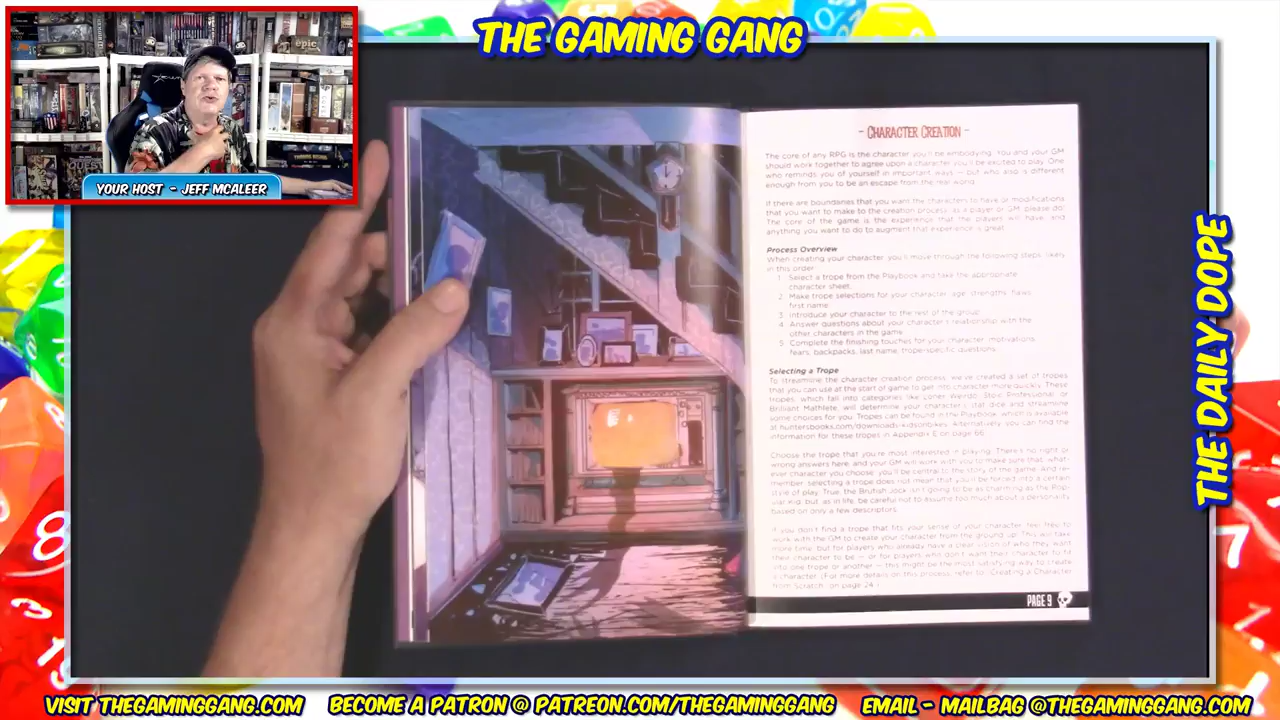 THE GAMING GANG
YOUR HOST - JEFF MCALEER
epic
QUEST
THE DAILY DOPE
- CHARACTER CREATION -
The core of any RPG is the character you'll be embodying. You and your GM
should work together to agree upon a character you'll be excited to play. One
who reminds you of yourself in important ways — but who also is different
enough from you to be an escape from the real world.
If there are boundaries that you want the characters to have or modifications
that you want to make to the creation process, as a player or GM, please do!
The core of the game is the experience that the players will have, and
anything you want to do to augment that experience is great.
Process Overview
When creating your character, you'll move through the following steps, likely
in this order:
1. Select a trope from the Playbook and take the appropriate
character sheet.
2. Make trope selections for your character: age, strengths, flaws,
first name.
3. Introduce your character to the rest of the group.
4. Answer questions about your character's relationship with the
other characters in the game.
5. Complete the finishing touches for your character: motivations,
fears, backpacks, last name, trope-specific questions.
Selecting a Trope
To streamline the character creation process, we've created a set of tropes
that you can use at the start of game to get into character more quickly. These
tropes, which fall into categories like Loner Weirdo, Stoic Professional, or
Brilliant Mathlete, will determine your character's stat dice and streamline
some choices for you. Tropes can be found in the Playbook, which is available
at huntersbooks.com/downloads-kidsonbikes. Alternatively, you can find the
information for these tropes in Appendix E on page 66.
Choose the trope that you're most interested in playing. There's no right or
wrong answers here, and your GM will work with you to make sure that, what-
ever character you choose, you'll be central to the story of the game. And re-
member: selecting a trope does not mean that you'll be forced into a certain
style of play. True, the Brutish Jock isn't going to be as charming as the Pop-
ular Kid, but, as in life, be careful not to assume too much about a personality
based on only a few descriptors.
If you don't find a trope that fits your sense of your character, feel free to
work with the GM to create your character from the ground up. This will take
more time, but for players who already have a clear vision of who they want
their character to be — or for players who don't want their character to fit
into one trope or another — this might be the most satisfying way to create
a character. (For more details on this process, refer to "Creating a Character
from Scratch" on page 24.)
PAGE 9
VISIT THEGAMINGGANG.COM BECOME A PATRON @ PATREON.COM/THEGAMINGGANG EMAIL - MAILBAG @THEGAMINGGANG.COM